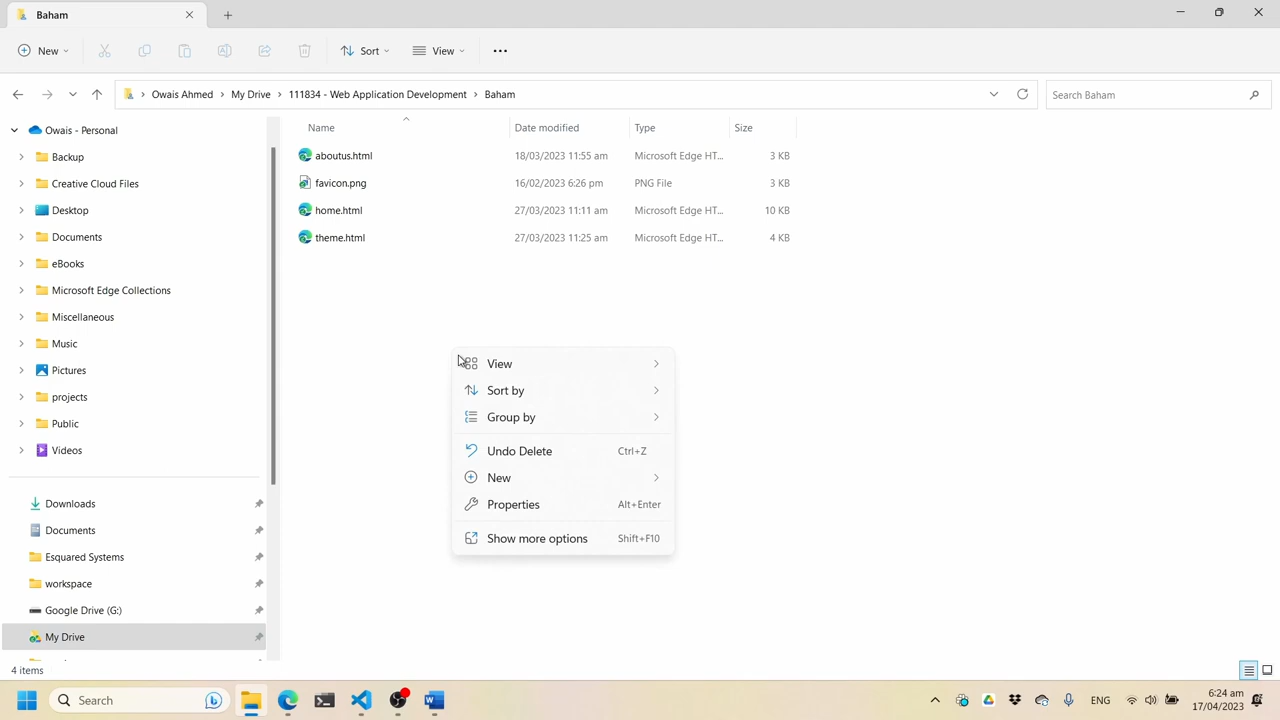 Baham
New
Sort
View
Owais Ahmed > My Drive > 111834 - Web Application Development > Baham
Search Baham
Owais - Personal
Backup
Creative Cloud Files
Desktop
Documents
eBooks
Microsoft Edge Collections
Miscellaneous
Music
Pictures
projects
Public
Videos
Downloads
Documents
Esquared Systems
workspace
Google Drive (G:)
My Drive
Name Date modified Type Size
aboutus.html 18/03/2023 11:55 am Microsoft Edge HT... 3 KB
favicon.png 16/02/2023 6:26 pm PNG File 3 KB
home.html 27/03/2023 11:11 am Microsoft Edge HT... 10 KB
theme.html 27/03/2023 11:25 am Microsoft Edge HT... 4 KB
View
Sort by
Group by
Undo Delete Ctrl+Z
New
Properties Alt+Enter
Show more options Shift+F10
4 items
Search
ENG
6:24 am
17/04/2023